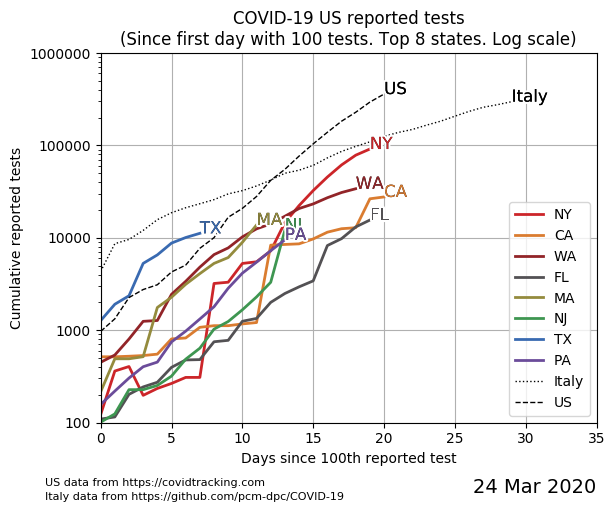 COVID-19 US reported tests
(Since first day with 100 tests. Top 8 states. Log scale)
1000000
100000
10000
1000
100
Cumulative reported tests
US
Italy
NY
WA
CA
FL
MA
NJ
PA
TX
NY
CA
WA
FL
MA
NJ
TX
PA
Italy
US
0 5 10 15 20 25 30 35
Days since 100th reported test
US data from https://covidtracking.com
Italy data from https://github.com/pcm-dpc/COVID-19
24 Mar 2020